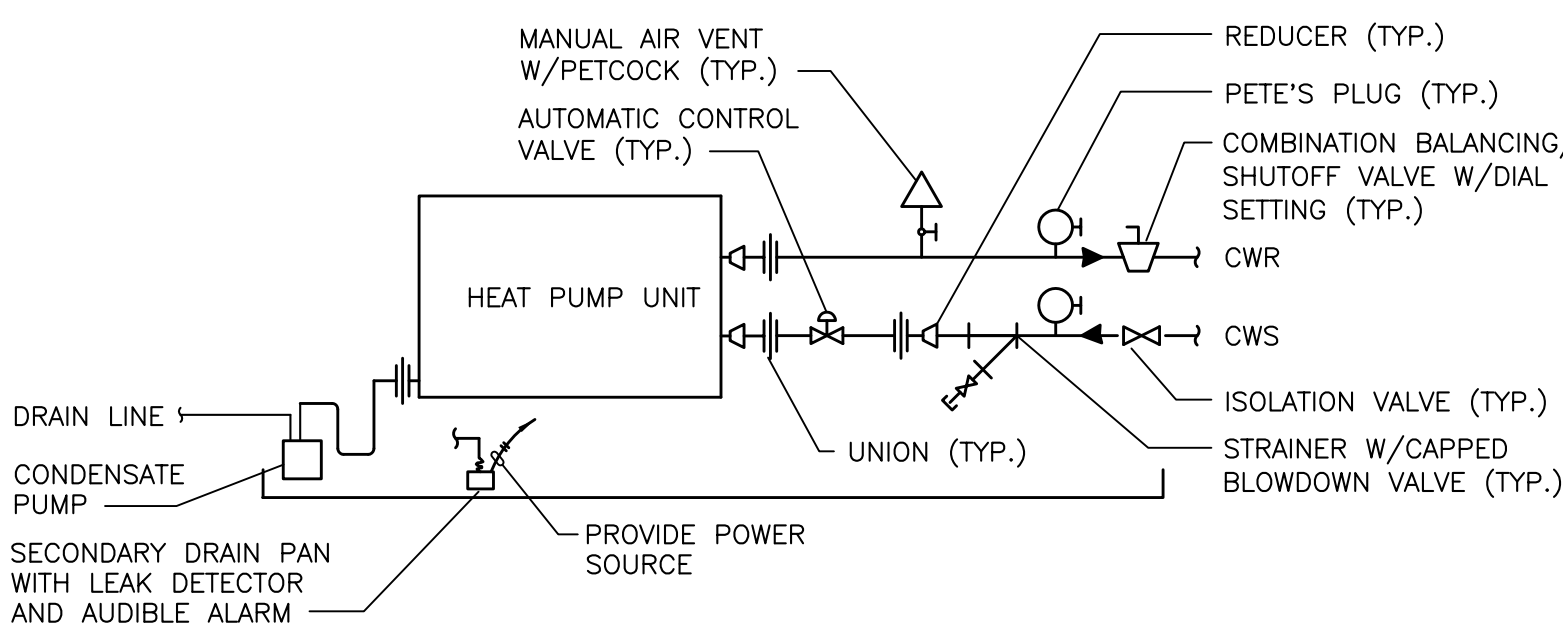 MANUAL AIR VENT
W/PETCOCK (TYP.)
AUTOMATIC CONTROL
VALVE (TYP.)
REDUCER (TYP.)
PETE'S PLUG (TYP.)
COMBINATION BALANCING,
SHUTOFF VALVE W/DIAL
SETTING (TYP.)
CWR
HEAT PUMP UNIT
CWS
ISOLATION VALVE (TYP.)
STRAINER W/CAPPED
BLOWDOWN VALVE (TYP.)
UNION (TYP.)
DRAIN LINE
CONDENSATE
PUMP
PROVIDE POWER
SOURCE
SECONDARY DRAIN PAN
WITH LEAK DETECTOR
AND AUDIBLE ALARM